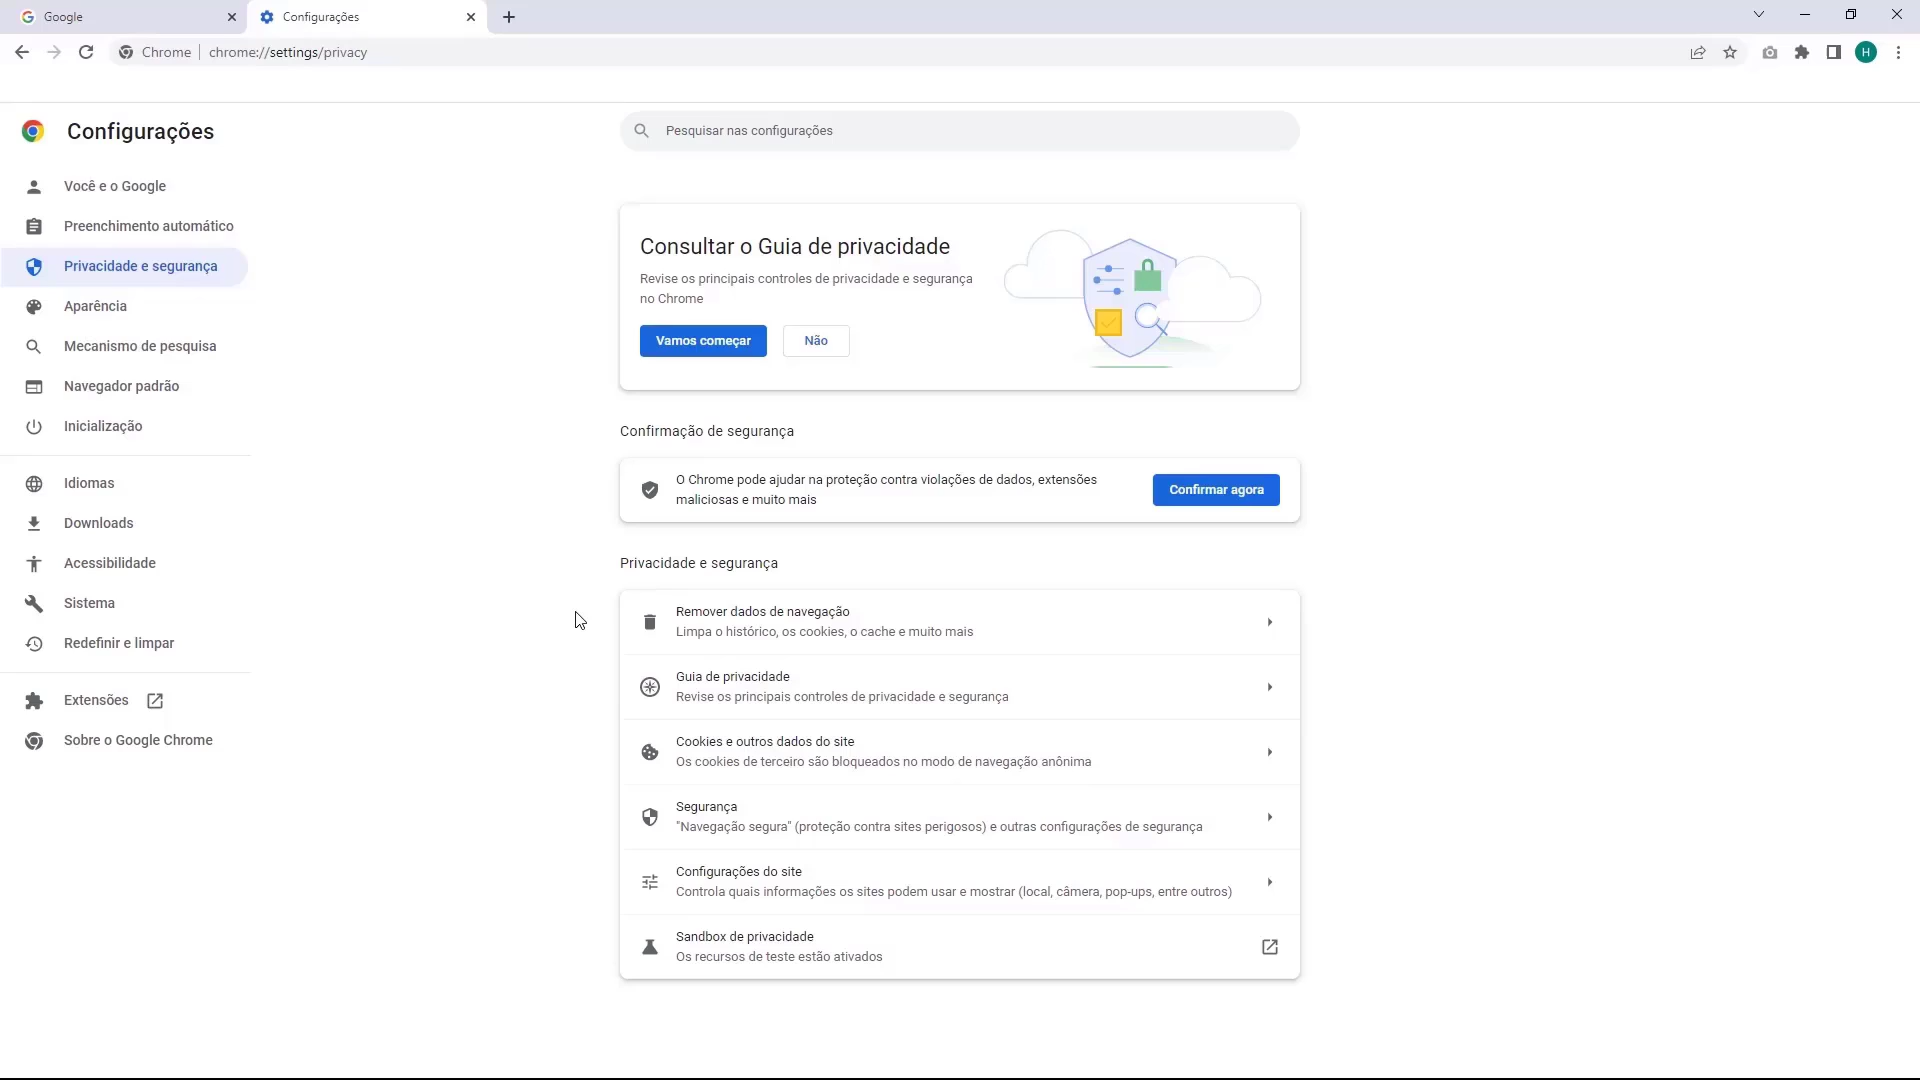 Google
Configurações
Chrome
chrome://settings/privacy
H
Configurações
Pesquisar nas configurações
Você e o Google
Preenchimento automático
Privacidade e segurança
Aparência
Mecanismo de pesquisa
Navegador padrão
Inicialização
Idiomas
Downloads
Acessibilidade
Sistema
Redefinir e limpar
Extensões
Sobre o Google Chrome
Consultar o Guia de privacidade
Revise os principais controles de privacidade e segurança
no Chrome
Vamos começar
Não
Confirmação de segurança
O Chrome pode ajudar na proteção contra violações de dados, extensões
maliciosas e muito mais
Confirmar agora
Privacidade e segurança
Remover dados de navegação
Limpa o histórico, os cookies, o cache e muito mais
Guia de privacidade
Revise os principais controles de privacidade e segurança
Cookies e outros dados do site
Os cookies de terceiro são bloqueados no modo de navegação anônima
Segurança
"Navegação segura" (proteção contra sites perigosos) e outras configurações de segurança
Configurações do site
Controla quais informações os sites podem usar e mostrar (local, câmera, pop-ups, entre outros)
Sandbox de privacidade
Os recursos de teste estão ativados